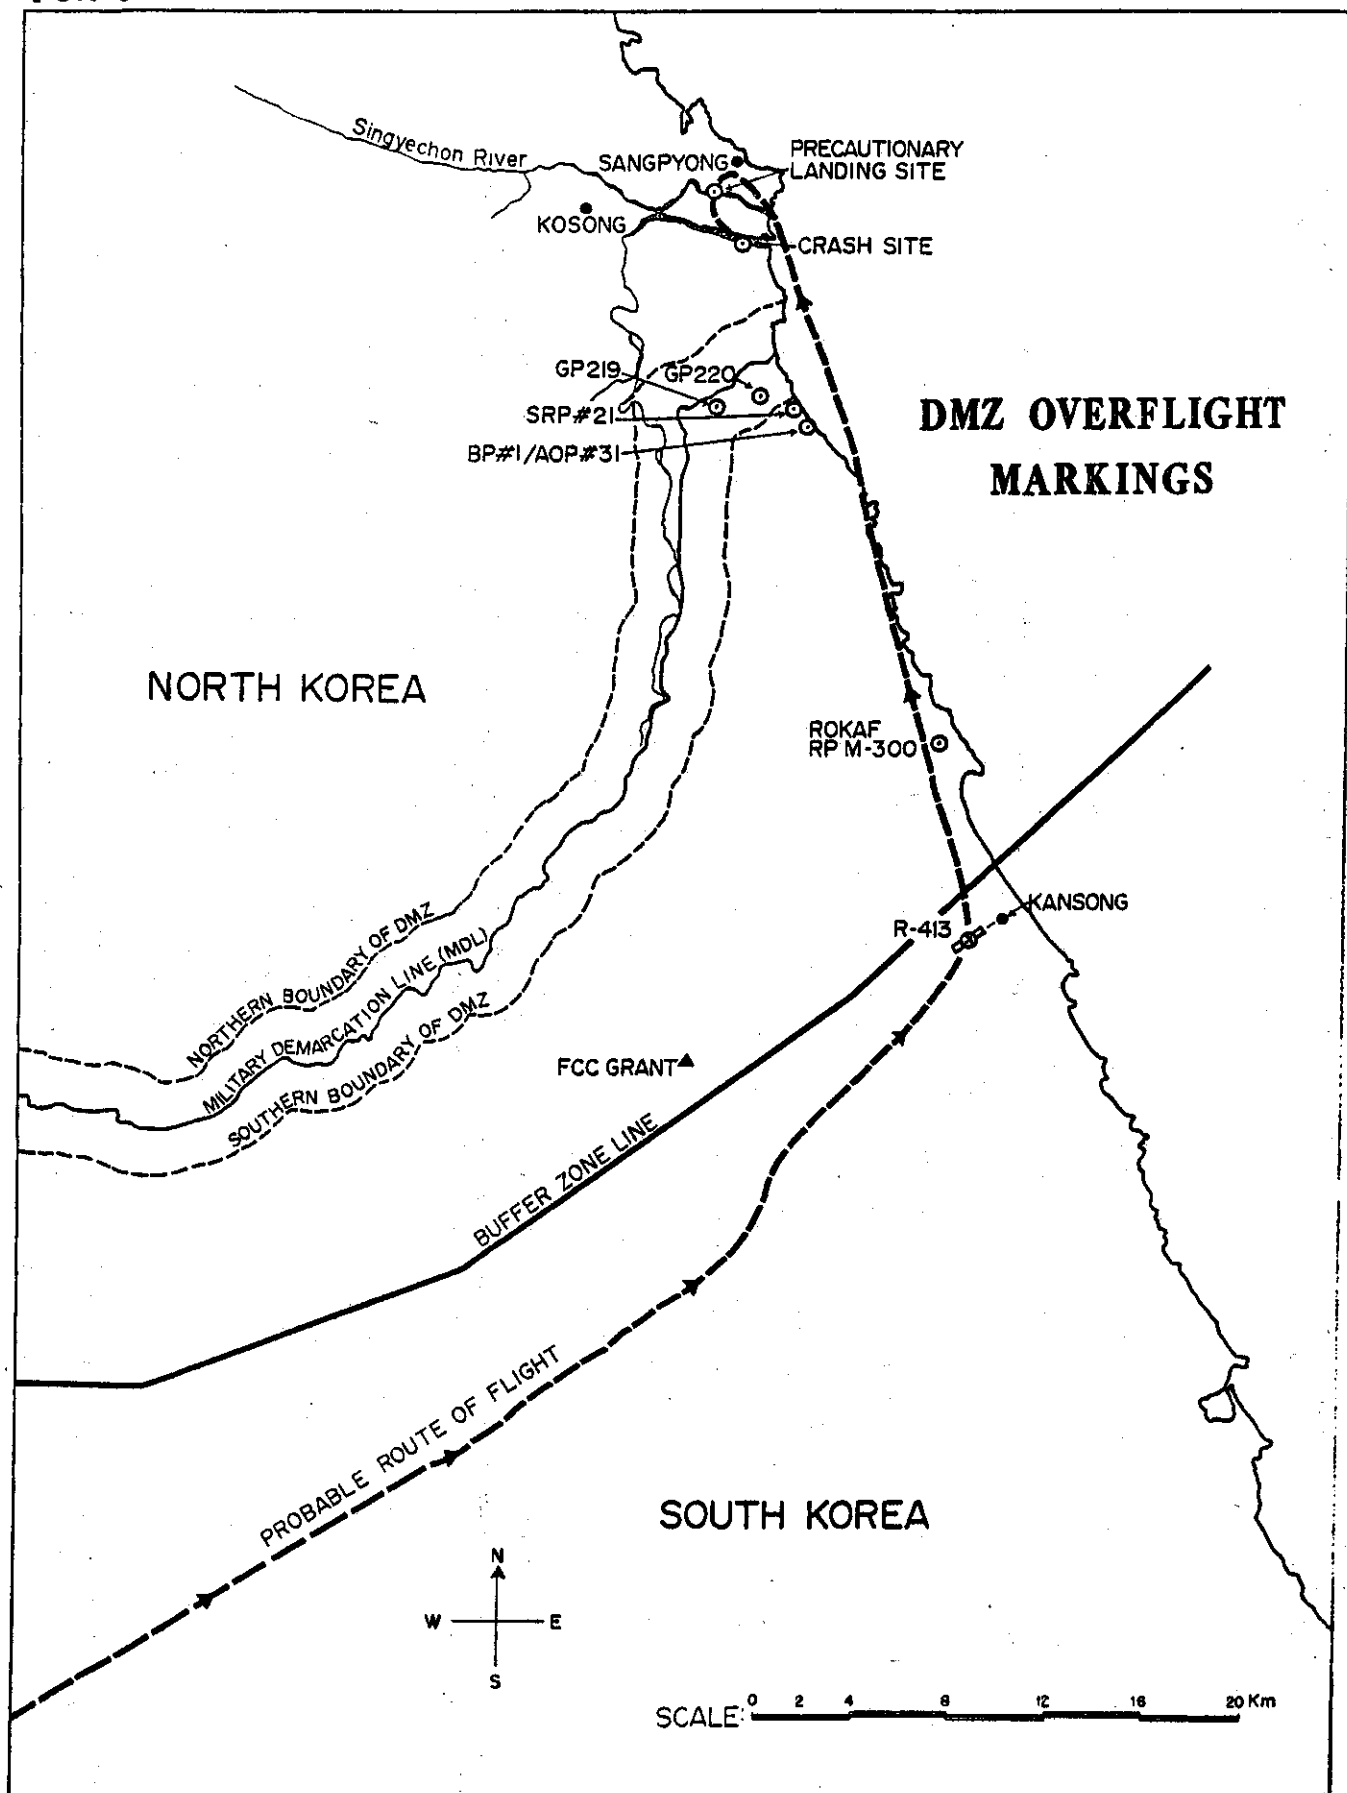 Singyechon River
SANGPYONG
PRECAUTIONARY
LANDING SITE
KOSONG
CRASH SITE
GP219
GP220
SRP#21
BP#1/AOP#31
DMZ OVERFLIGHT
MARKINGS
NORTH KOREA
ROKAF
RP M-300
KANSONG
R-413
NORTHERN BOUNDARY OF DMZ
MILITARY DEMARCATION LINE (MDL)
SOUTHERN BOUNDARY OF DMZ
FCC GRANT
BUFFER ZONE LINE
PROBABLE ROUTE OF FLIGHT
SOUTH KOREA
N
W E
S
SCALE: 0 2 4 8 12 16 20 Km